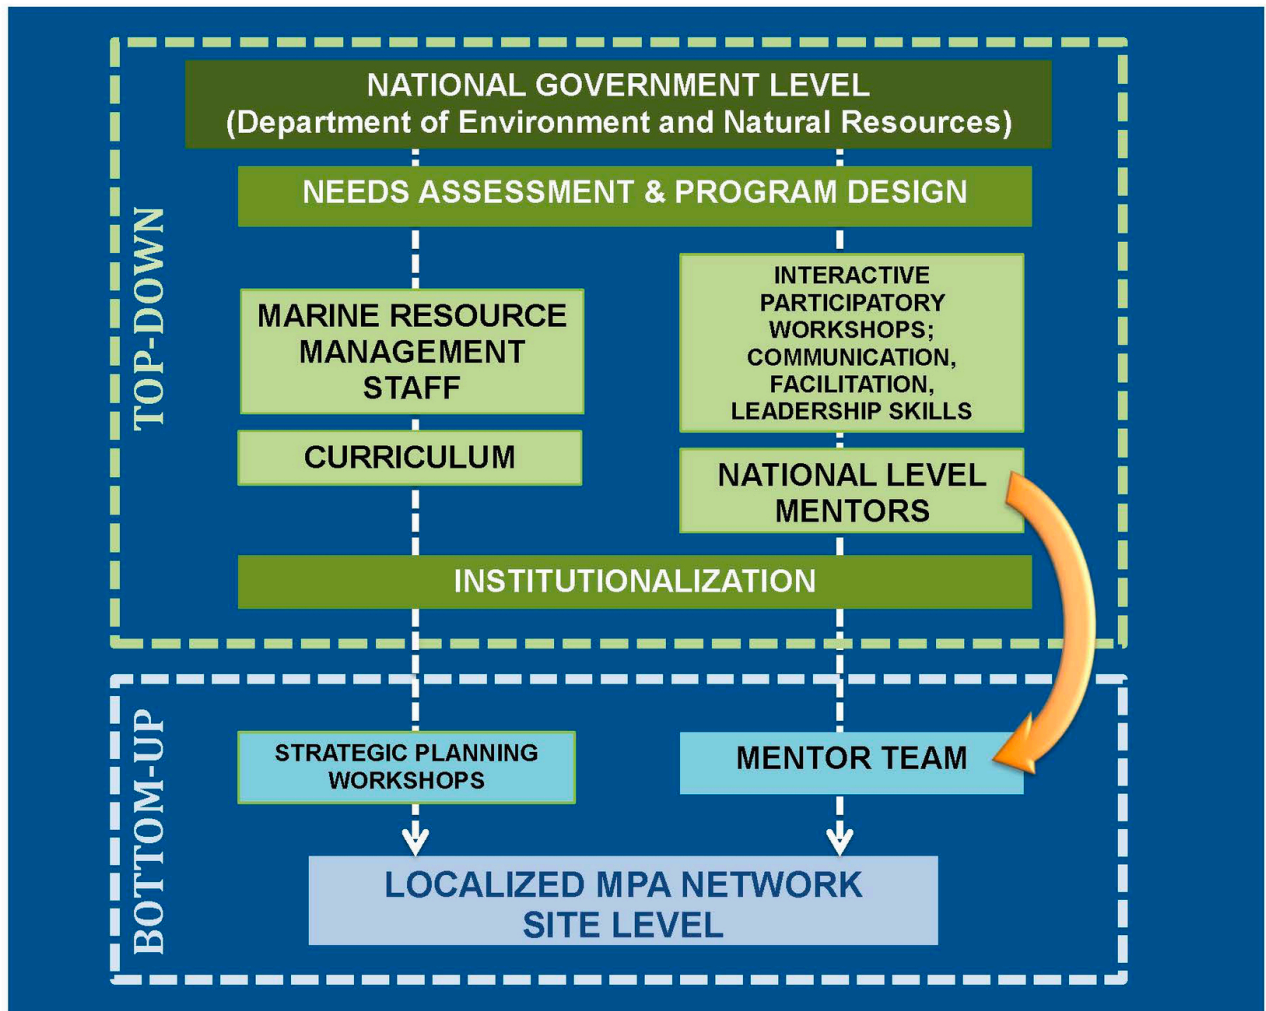 NATIONAL GOVERNMENT LEVEL
(Department of Environment and Natural Resources)
NEEDS ASSESSMENT & PROGRAM DESIGN
TOP-DOWN
MARINE RESOURCE
MANAGEMENT
STAFF
CURRICULUM
INTERACTIVE
PARTICIPATORY
WORKSHOPS;
COMMUNICATION,
FACILITATION,
LEADERSHIP SKILLS
NATIONAL LEVEL
MENTORS
INSTITUTIONALIZATION
BOTTOM-UP
STRATEGIC PLANNING
WORKSHOPS
MENTOR TEAM
LOCALIZED MPA NETWORK
SITE LEVEL